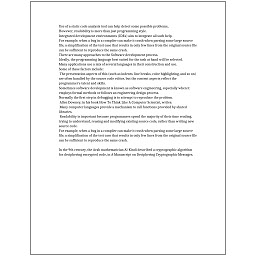 Use of a static code analysis tool can help detect some possible problems.
However, readability is more than just programming style.
Integrated development environments (IDEs) aim to integrate all such help.
For example, when a bug in a compiler can make it crash when parsing some large source
file, a simplification of the test case that results in only few lines from the original source file
can be sufficient to reproduce the same crash.
There are many approaches to the Software development process.
Ideally, the programming language best suited for the task at hand will be selected.
Many applications use a mix of several languages in their construction and use.
Some of these factors include:
The presentation aspects of this (such as indents, line breaks, color highlighting, and so on)
are often handled by the source code editor, but the content aspects reflect the
programmer's talent and skills.
Sometimes software development is known as software engineering, especially when it
employs formal methods or follows an engineering design process.
Normally the first step in debugging is to attempt to reproduce the problem.
Allen Downey, in his book How To Think Like A Computer Scientist, writes:
Many computer languages provide a mechanism to call functions provided by shared
libraries.
Readability is important because programmers spend the majority of their time reading,
trying to understand, reusing and modifying existing source code, rather than writing new
source code.
For example, when a bug in a compiler can make it crash when parsing some large source
file, a simplification of the test case that results in only few lines from the original source file
can be sufficient to reproduce the same crash.
In the 9th century, the Arab mathematician Al-Kindi described a cryptographic algorithm
for deciphering encrypted code, in A Manuscript on Deciphering Cryptographic Messages.